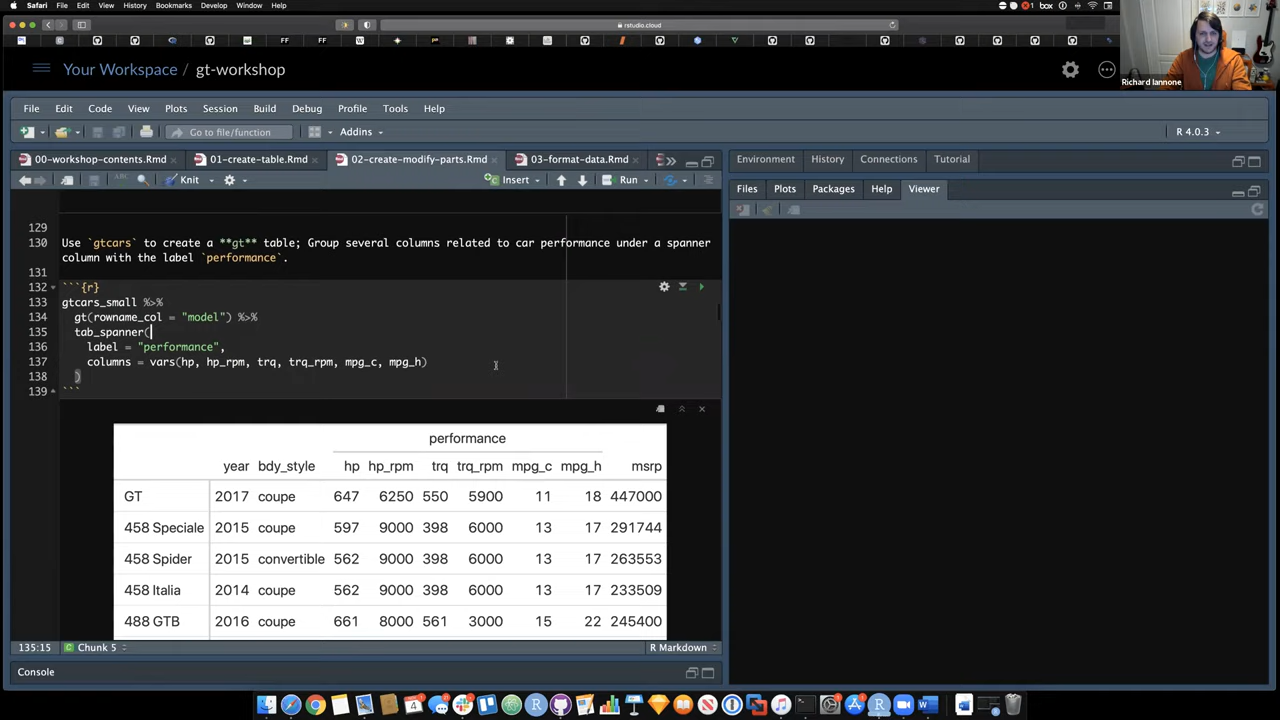 Safari File Edit View History Bookmarks Develop Window Help
box
rstudio.cloud
FF FF
Richard Iannone
Your Workspace / gt-workshop
File Edit Code View Plots Session Build Debug Profile Tools Help
Go to file/function Addins R 4.0.3
00-workshop-contents.Rmd 01-create-table.Rmd 02-create-modify-parts.Rmd 03-format-data.Rmd
Environment History Connections Tutorial
Knit Insert Run
Files Plots Packages Help Viewer
129
130 Use `gtcars` to create a **gt** table; Group several columns related to car performance under a spanner
column with the label `performance`.
131
132 ```{r}
133 gtcars_small %>%
134 gt(rowname_col = "model") %>%
135 tab_spanner(
136 label = "performance",
137 columns = vars(hp, hp_rpm, trq, trq_rpm, mpg_c, mpg_h)
138 )
139 ```
performance
year bdy_style hp hp_rpm trq trq_rpm mpg_c mpg_h msrp
GT 2017 coupe 647 6250 550 5900 11 18 447000
458 Speciale 2015 coupe 597 9000 398 6000 13 17 291744
458 Spider 2015 convertible 562 9000 398 6000 13 17 263553
458 Italia 2014 coupe 562 9000 398 6000 13 17 233509
488 GTB 2016 coupe 661 8000 561 3000 15 22 245400
135:15 Chunk 5 R Markdown
Console